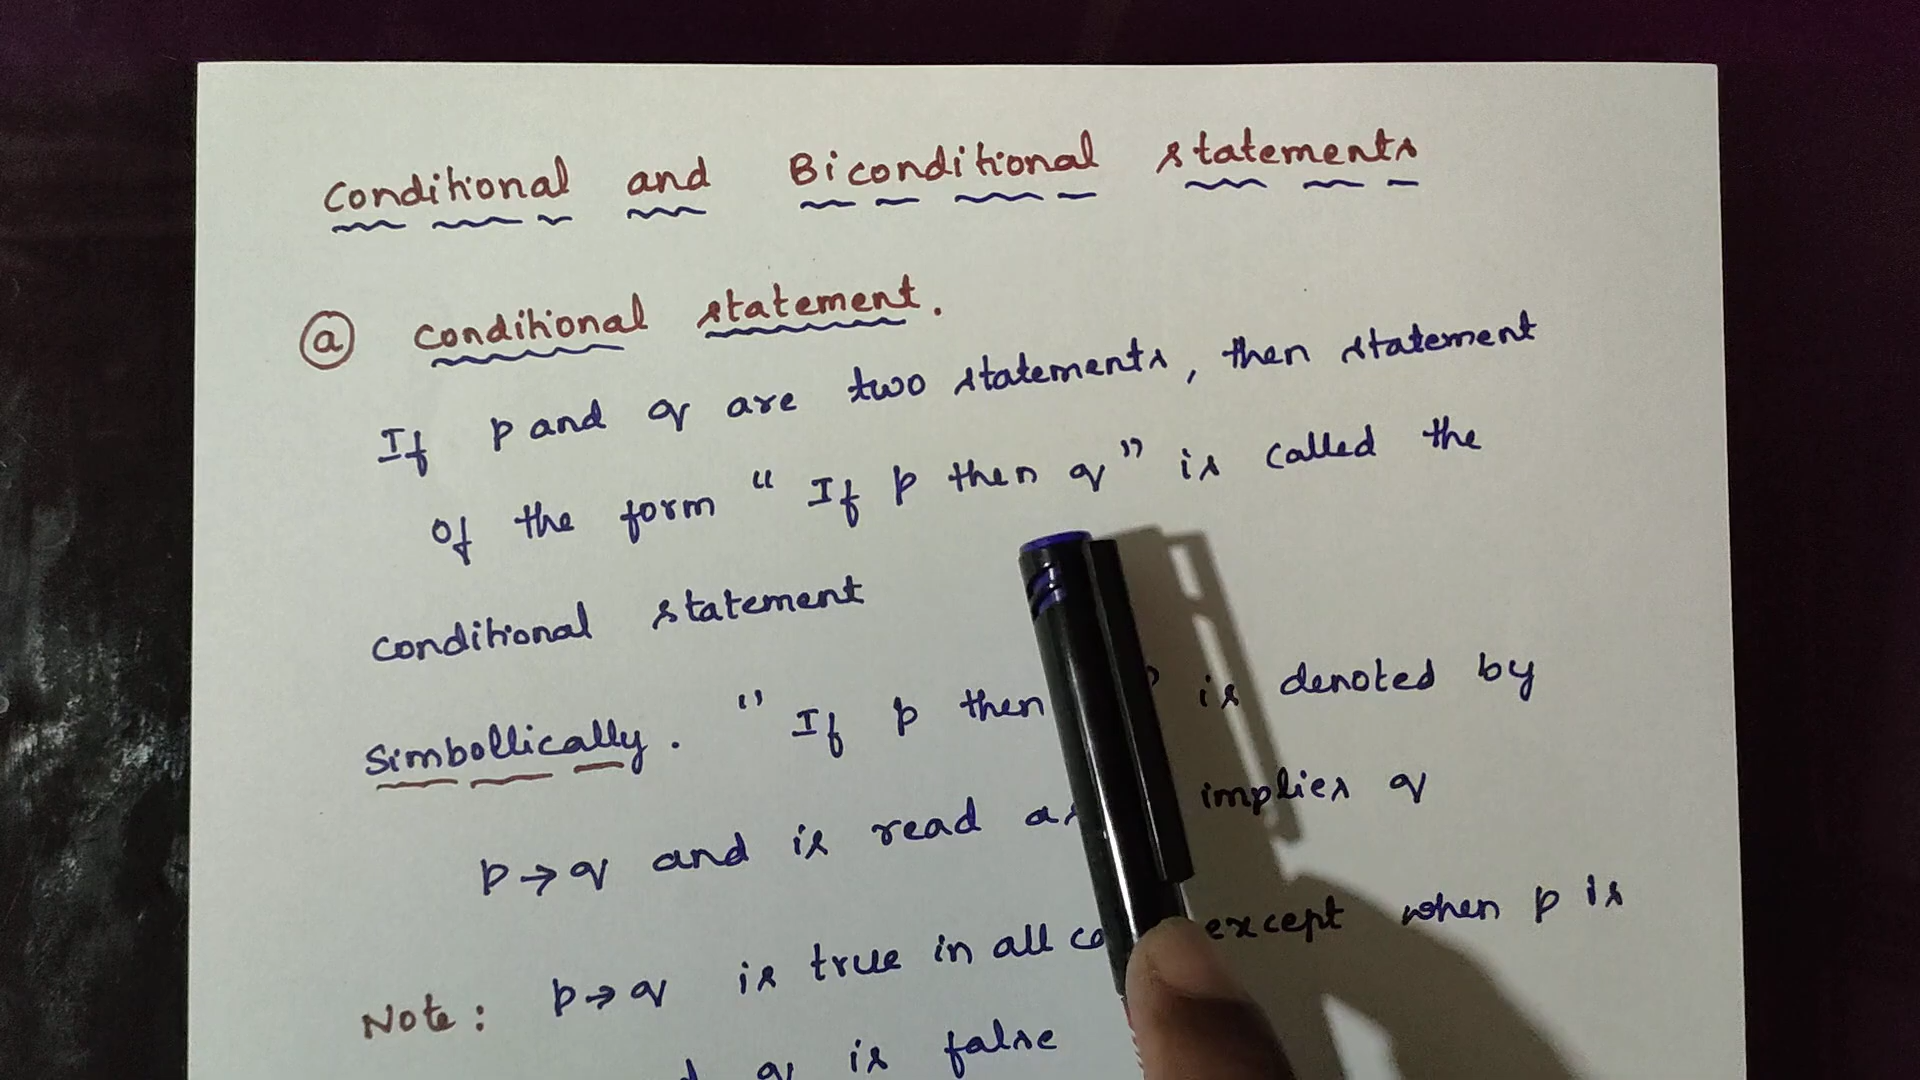 Conditional and Biconditional statements
(a) Conditional statement.
If p and q are two statements, then statement
of the form " If p then q" is called the
conditional statement
Simbollically. " If p then " is denoted by
p→q and is read as implies q
Note: p→q is true in all except when p is
q is false